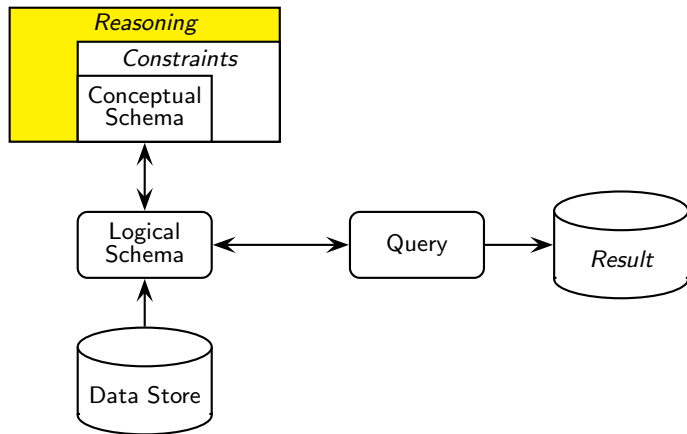 Reasoning
Constraints
Conceptual
Schema
Logical
Schema
Query
Result
Data Store